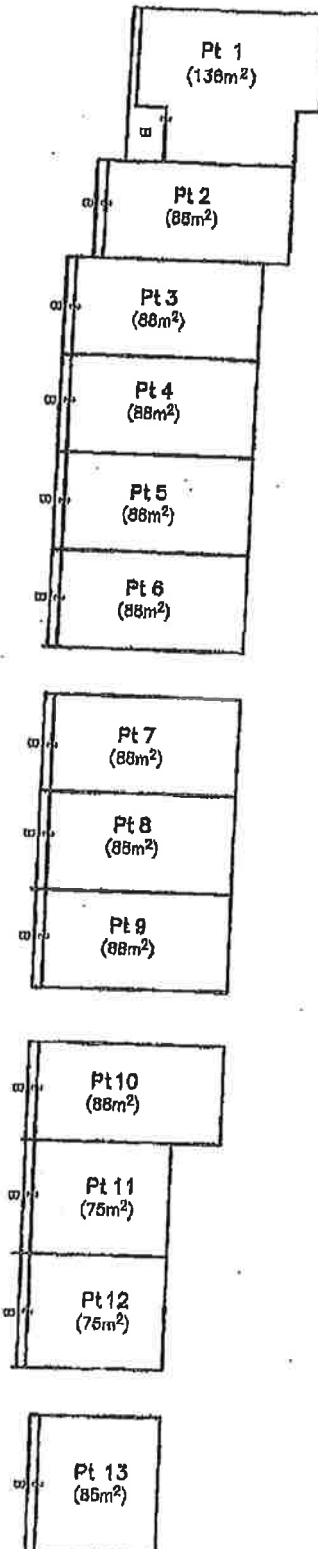 Pt 1
(136m²)
B
Pt 2
(88m²)
B
Pt 3
(88m²)
B
Pt 4
(88m²)
B
Pt 5
(88m²)
B
Pt 6
(88m²)
B
Pt 7
(88m²)
B
Pt 8
(88m²)
B
Pt 9
(88m²)
B
Pt 10
(88m²)
B
Pt 11
(75m²)
B
Pt 12
(75m²)
B
Pt 13
(85m²)
B